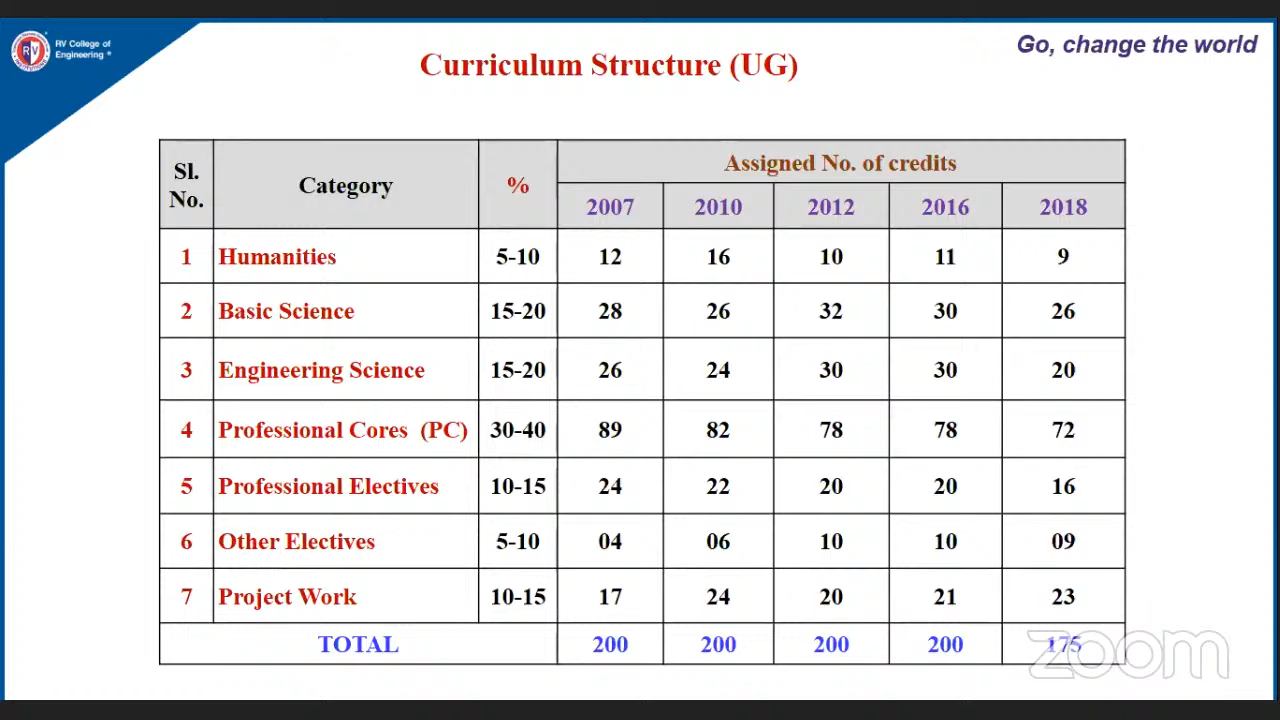 RV College of
Engineering
Go, change the world
Curriculum Structure (UG)
Sl. No. Category % Assigned No. of credits
2007 2010 2012 2016 2018
1 Humanities 5-10 12 16 10 11 9
2 Basic Science 15-20 28 26 32 30 26
3 Engineering Science 15-20 26 24 30 30 20
4 Professional Cores (PC) 30-40 89 82 78 78 72
5 Professional Electives 10-15 24 22 20 20 16
6 Other Electives 5-10 04 06 10 10 09
7 Project Work 10-15 17 24 20 21 23
TOTAL 200 200 200 200 175
zoom